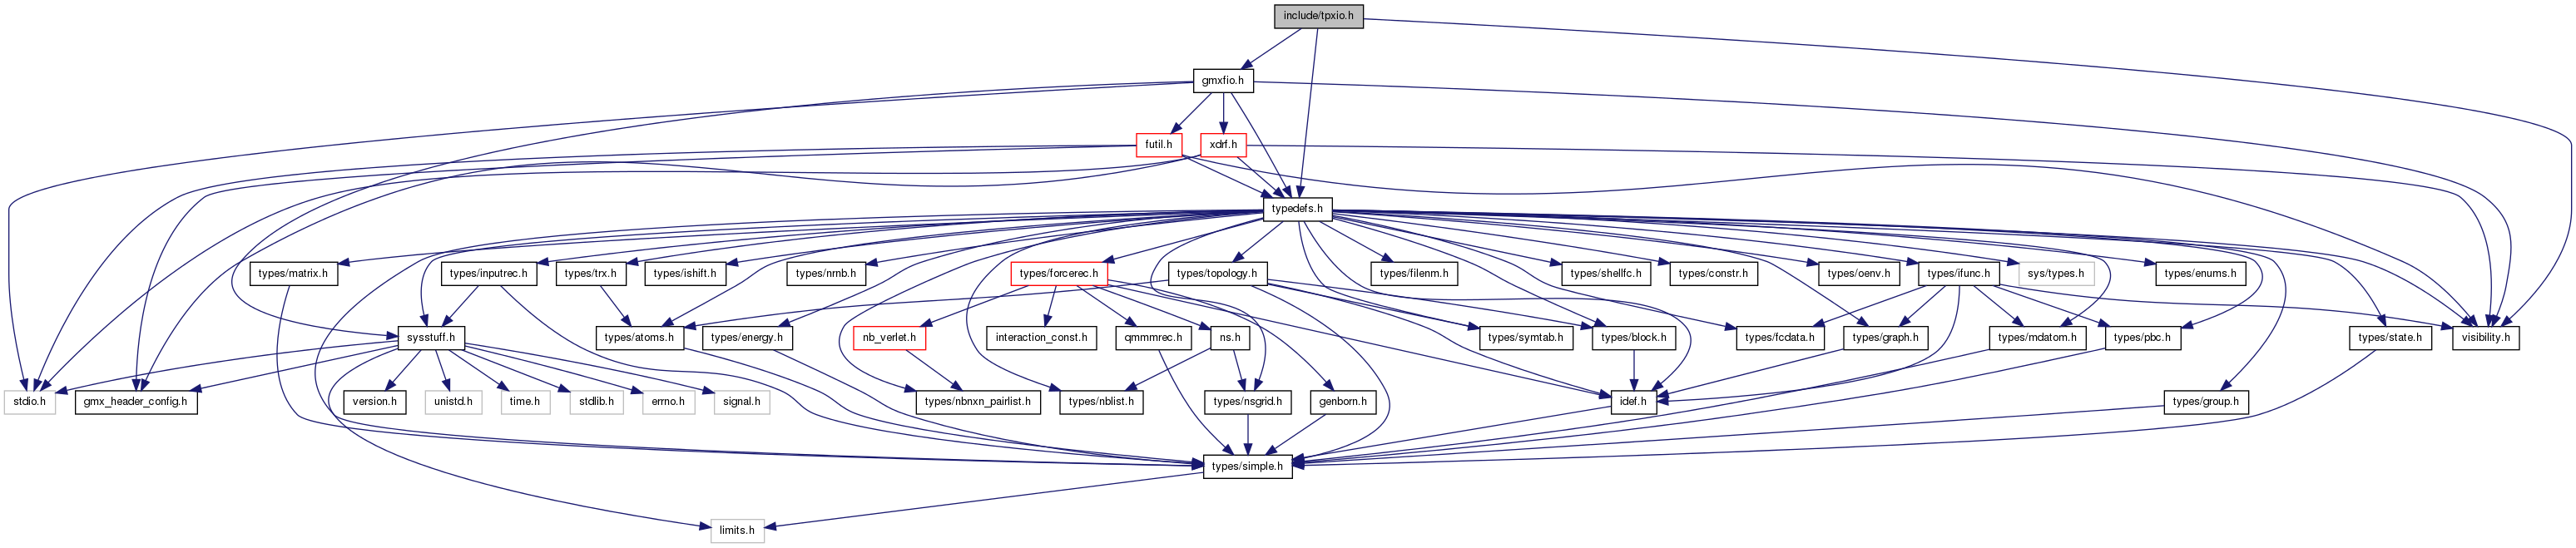 include/tpxio.h
gmxfio.h
futil.h
xdrf.h
typedefs.h
types/matrix.h
types/inputrec.h
types/trx.h
types/ishift.h
types/nrnb.h
types/forcerec.h
types/topology.h
types/filenm.h
types/shellfc.h
types/constr.h
types/oenv.h
types/ifunc.h
sys/types.h
types/enums.h
sysstuff.h
types/atoms.h
types/energy.h
nb_verlet.h
interaction_const.h
qmmmrec.h
ns.h
types/symtab.h
types/block.h
types/fcdata.h
types/graph.h
types/mdatom.h
types/pbc.h
types/state.h
visibility.h
stdio.h
gmx_header_config.h
version.h
unistd.h
time.h
stdlib.h
errno.h
signal.h
types/nbnxn_pairlist.h
types/nblist.h
types/nsgrid.h
genborn.h
idef.h
types/group.h
types/simple.h
limits.h